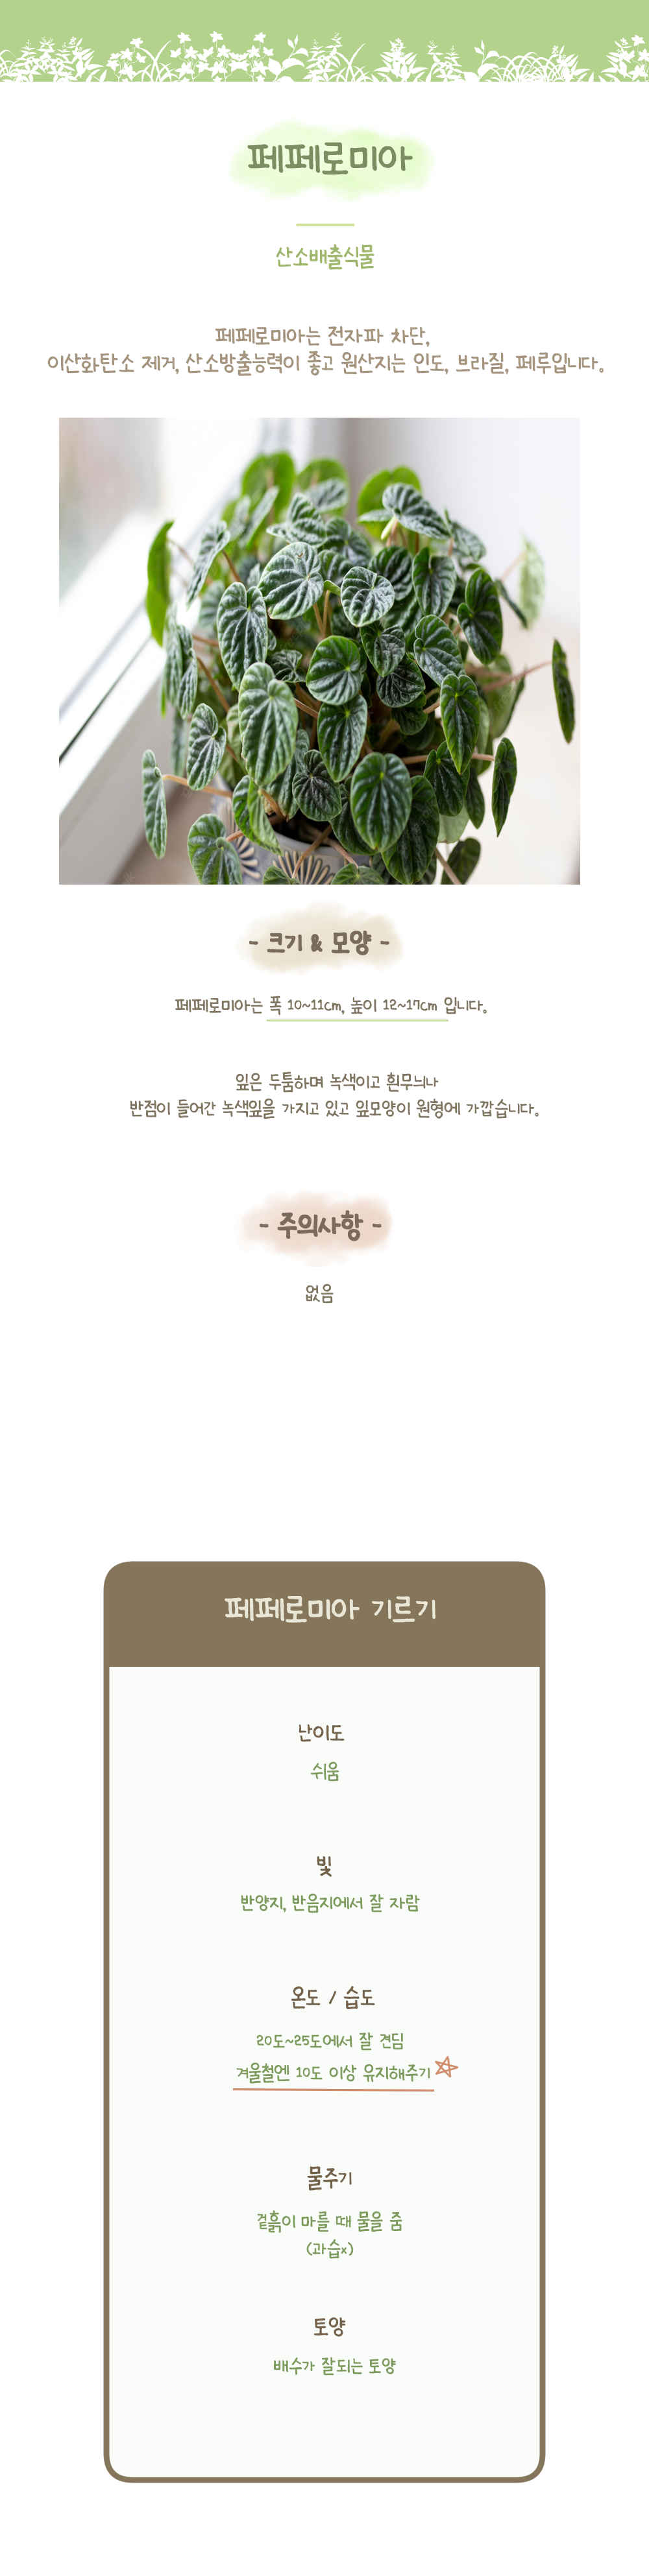 페페로미아
산소배출식물
페페로미아는 전자파 차단,
이산화탄소 제거, 산소방출능력이 좋고 원산지는 인도, 브라질, 페루입니다.
- 크기 & 모양 -
페페로미아는 폭 10~11cm, 높이 12~17cm 입니다.
잎은 두툼하며 녹색이고 흰무늬나
반점이 들어간 녹색잎을 가지고 있고 잎모양이 원형에 가깝습니다.
- 주의사항 -
없음
페페로미아 기르기
난이도
쉬움
빛
반양지, 반음지에서 잘 자람
온도 / 습도
20도~25도에서 잘 견딤
겨울철엔 10도 이상 유지해주기
물주기
겉흙이 마를 때 물을 줌
(과습x)
토양
배수가 잘되는 토양